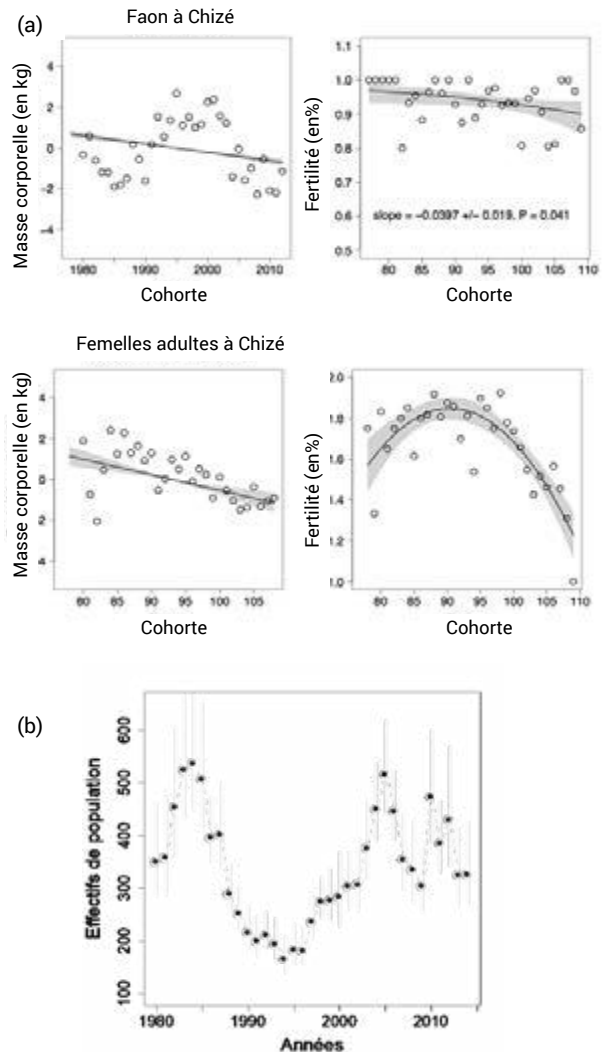 (a)
Faon à Chizé
Masse corporelle (en kg)
4
2
0
-2
-4
1980 1990 2000 2010
Cohorte
Fertilité (en%)
1.1
1.0
0.9
0.8
0.7
0.6
0.5
slope = -0.0397 +/- 0.019, P = 0.041
80 85 90 95 100 105 110
Cohorte
Femelles adultes à Chizé
Masse corporelle (en kg)
4
2
0
-2
-4
80 85 90 95 100 105
Cohorte
Fertilité (en%)
2.0
1.8
1.6
1.4
1.2
1.0
80 85 90 95 100 105 110
Cohorte
(b)
Effectifs de population
600
500
400
300
200
100
1980 1990 2000 2010
Années